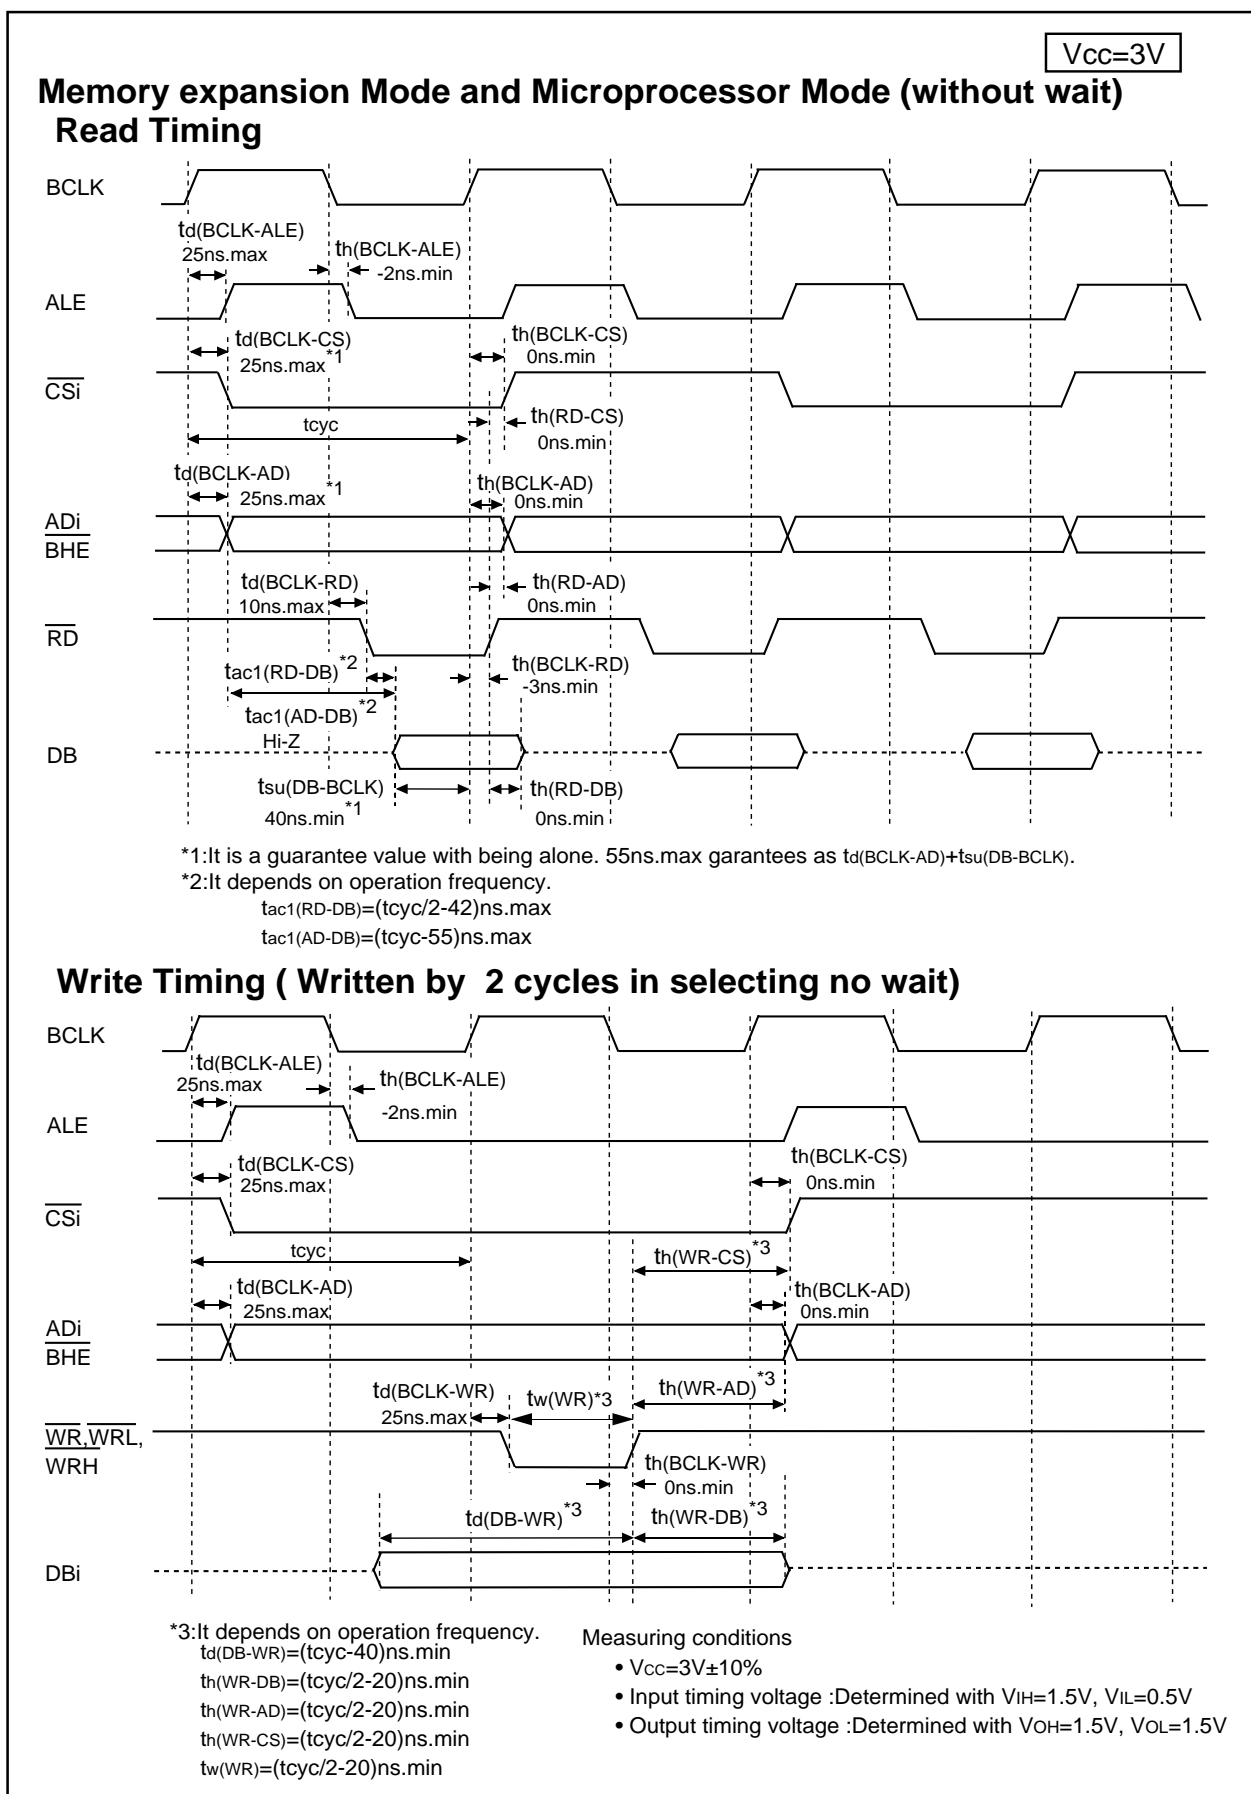 Vcc=3V
Memory expansion Mode and Microprocessor Mode (without wait)
Read Timing
BCLK
td(BCLK-ALE)
25ns.max
th(BCLK-ALE)
-2ns.min
ALE
td(BCLK-CS)
25ns.max*1
th(BCLK-CS)
0ns.min
CSi
tcyc
th(RD-CS)
0ns.min
td(BCLK-AD)
25ns.max*1
th(BCLK-AD)
0ns.min
ADi
BHE
td(BCLK-RD)
10ns.max
th(RD-AD)
0ns.min
RD
tac1(RD-DB)*2
th(BCLK-RD)
-3ns.min
tac1(AD-DB)*2
Hi-Z
DB
tsu(DB-BCLK)
40ns.min*1
th(RD-DB)
0ns.min
*1:It is a guarantee value with being alone. 55ns.max garantees as td(BCLK-AD)+tsu(DB-BCLK).
*2:It depends on operation frequency.
tac1(RD-DB)=(tcyc/2-42)ns.max
tac1(AD-DB)=(tcyc-55)ns.max
Write Timing ( Written by 2 cycles in selecting no wait)
BCLK
td(BCLK-ALE)
25ns.max
th(BCLK-ALE)
-2ns.min
ALE
td(BCLK-CS)
25ns.max
th(BCLK-CS)
0ns.min
CSi
tcyc
th(WR-CS)*3
td(BCLK-AD)
25ns.max
th(BCLK-AD)
0ns.min
ADi
BHE
td(BCLK-WR)
25ns.max
tw(WR)*3
th(WR-AD)*3
WR,WRL,
WRH
th(BCLK-WR)
0ns.min
td(DB-WR)*3
th(WR-DB)*3
DBi
*3:It depends on operation frequency.
td(DB-WR)=(tcyc-40)ns.min
th(WR-DB)=(tcyc/2-20)ns.min
th(WR-AD)=(tcyc/2-20)ns.min
th(WR-CS)=(tcyc/2-20)ns.min
tw(WR)=(tcyc/2-20)ns.min
Measuring conditions
• VCC=3V±10%
• Input timing voltage :Determined with VIH=1.5V, VIL=0.5V
• Output timing voltage :Determined with VOH=1.5V, VOL=1.5V